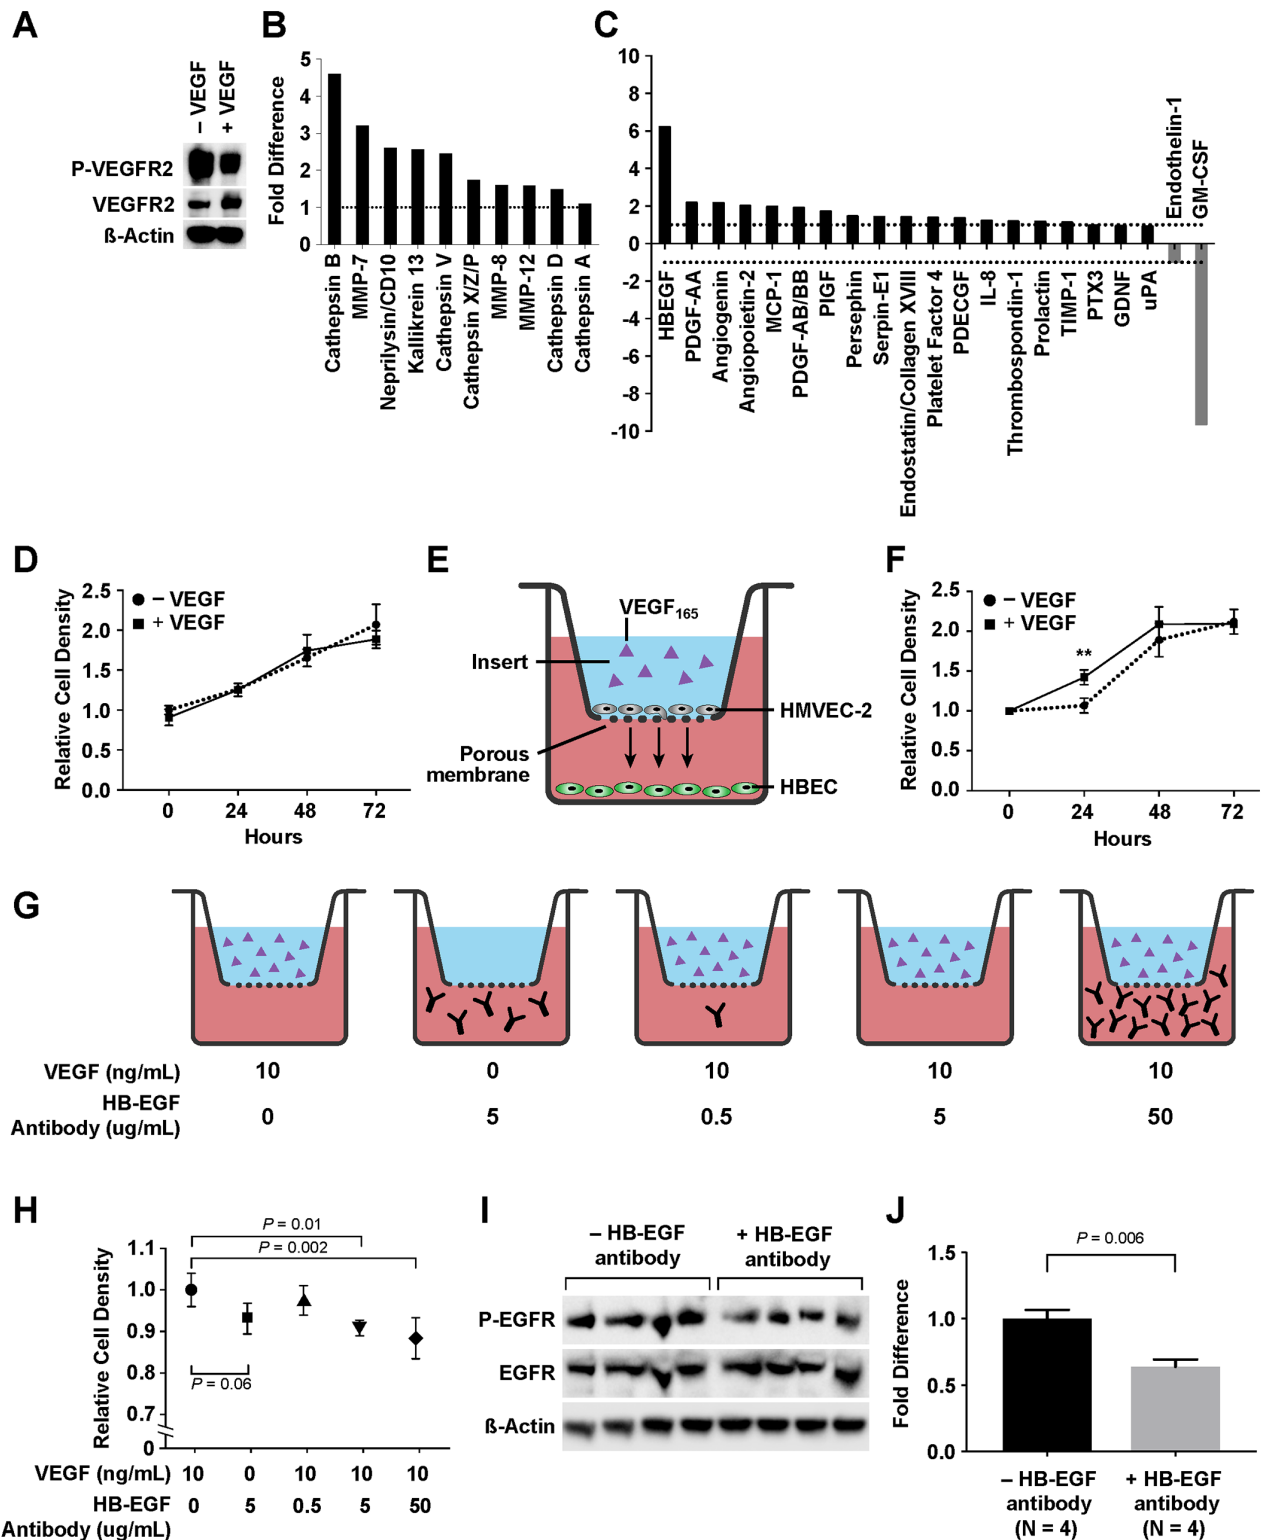 A
– VEGF
+ VEGF
P-VEGFR2
VEGFR2
ß-Actin
B
Fold Difference
5
4
3
2
1
0
Cathepsin B
MMP-7
Neprilysin/CD10
Kallikrein 13
Cathepsin V
Cathepsin X/Z/P
MMP-8
MMP-12
Cathepsin D
Cathepsin A
C
10
8
6
4
2
0
-2
-4
-6
-8
-10
HBEGF
PDGF-AA
Angiogenin
Angiopoietin-2
MCP-1
PDGF-AB/BB
PIGF
Persephin
Serpin-E1
Endostatin/Collagen XVIII
Platelet Factor 4
PDECGF
IL-8
Thrombospondin-1
Prolactin
TIMP-1
PTX3
GDNF
uPA
Endothelin-1
GM-CSF
D
Relative Cell Density
2.5
2.0
1.5
1.0
0.5
0.0
– VEGF
+ VEGF
0 24 48 72
Hours
E
VEGF165
Insert
HMVEC-2
Porous
membrane
HBEC
F
Relative Cell Density
2.5
2.0
1.5
1.0
0.5
0.0
– VEGF
+ VEGF
**
0 24 48 72
Hours
G
VEGF (ng/mL) 10 0 10 10 10
HB-EGF
Antibody (ug/mL) 0 5 0.5 5 50
H
Relative Cell Density
1.1
1.0
0.9
0.8
0.7
0
P = 0.01
P = 0.002
P = 0.06
VEGF (ng/mL) 10 0 10 10 10
HB-EGF 0 5 0.5 5 50
Antibody (ug/mL)
I
– HB-EGF
antibody
+ HB-EGF
antibody
P-EGFR
EGFR
ß-Actin
J
Fold Difference
1.5
1.0
0.5
0.0
P = 0.006
– HB-EGF
antibody
(N = 4)
+ HB-EGF
antibody
(N = 4)